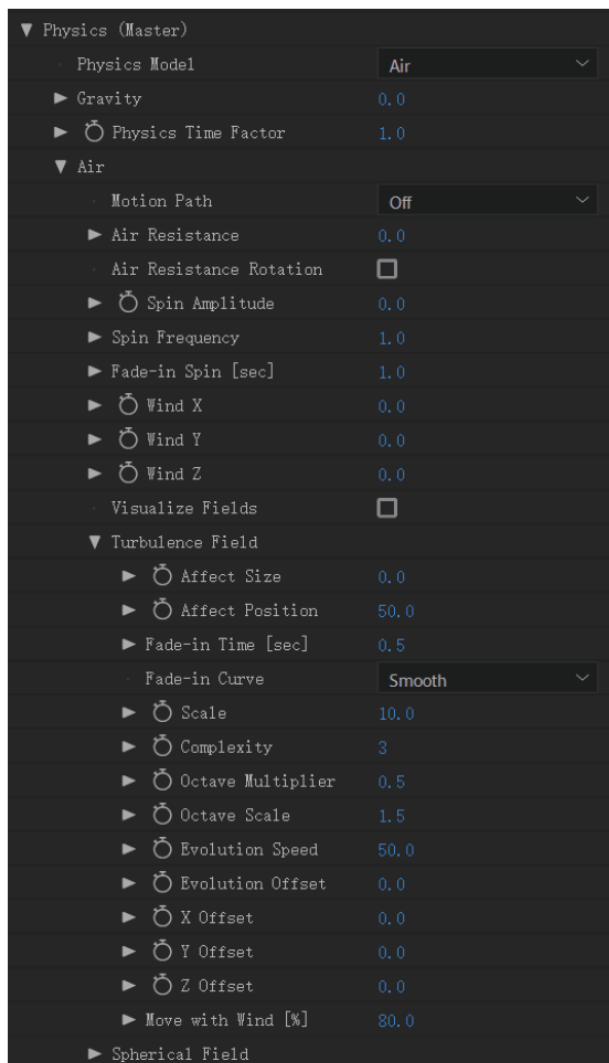 Physics (Master)
Physics Model Air
Gravity 0.0
Physics Time Factor 1.0
Air
Motion Path Off
Air Resistance 0.0
Air Resistance Rotation
Spin Amplitude 0.0
Spin Frequency 1.0
Fade-in Spin [sec] 1.0
Wind X 0.0
Wind Y 0.0
Wind Z 0.0
Visualize Fields
Turbulence Field
Affect Size 0.0
Affect Position 50.0
Fade-in Time [sec] 0.5
Fade-in Curve Smooth
Scale 10.0
Complexity 3
Octave Multiplier 0.5
Octave Scale 1.5
Evolution Speed 50.0
Evolution Offset 0.0
X Offset 0.0
Y Offset 0.0
Z Offset 0.0
Move with Wind [%] 80.0
Spherical Field